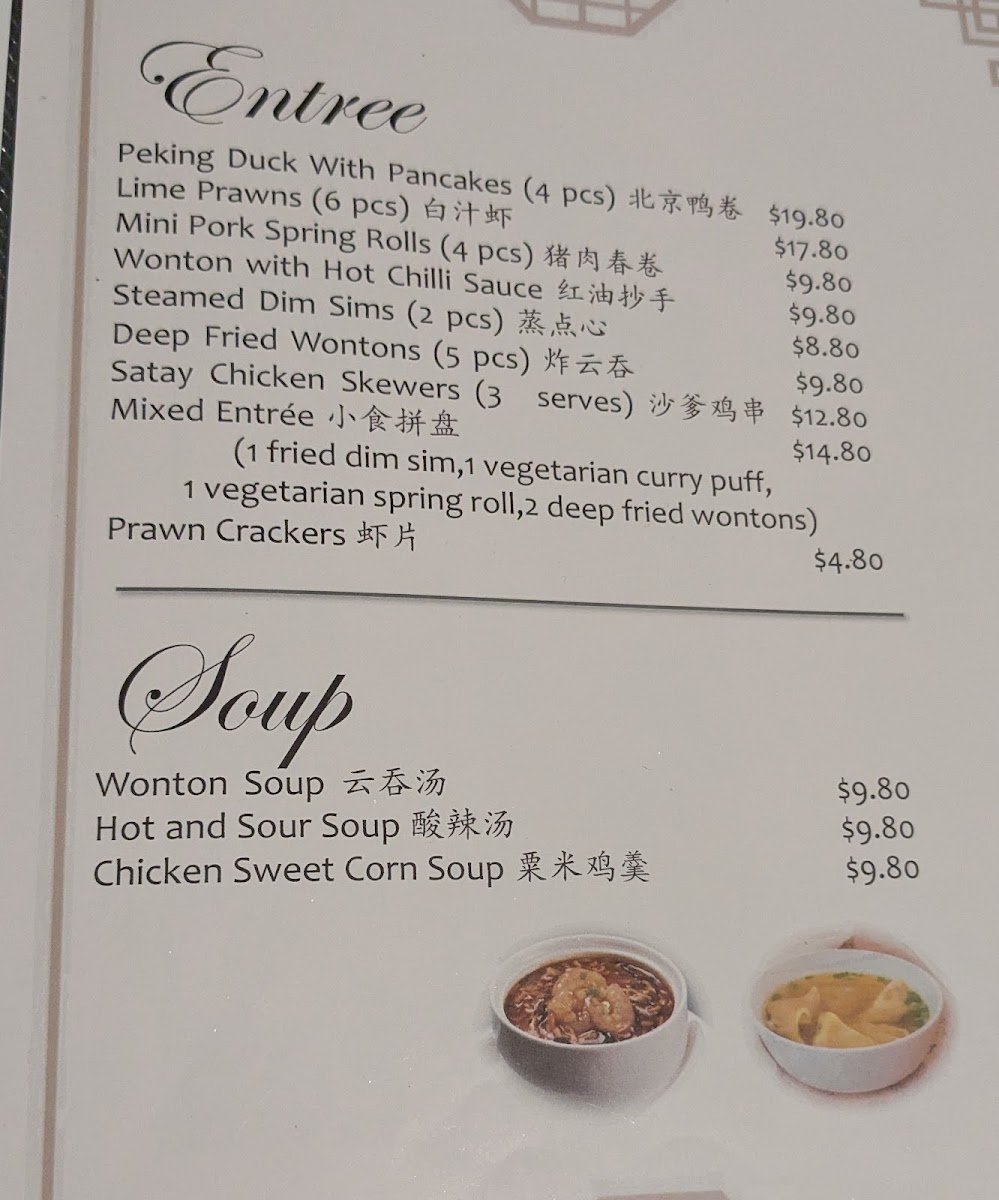 Entree
Peking Duck With Pancakes (4 pcs) 北京鸭卷 $19.80
Lime Prawns (6 pcs) 白汁虾 $17.80
Mini Pork Spring Rolls (4 pcs) 猪肉春卷 $9.80
Wonton with Hot Chilli Sauce 红油抄手 $9.80
Steamed Dim Sims (2 pcs) 蒸点心 $8.80
Deep Fried Wontons (5 pcs) 炸云吞 $9.80
Satay Chicken Skewers (3 serves) 沙爹鸡串 $12.80
Mixed Entrée 小食拼盘 $14.80
(1 fried dim sim,1 vegetarian curry puff,
1 vegetarian spring roll,2 deep fried wontons)
Prawn Crackers 虾片 $4.80
Soup
Wonton Soup 云吞汤 $9.80
Hot and Sour Soup 酸辣汤 $9.80
Chicken Sweet Corn Soup 粟米鸡羹 $9.80